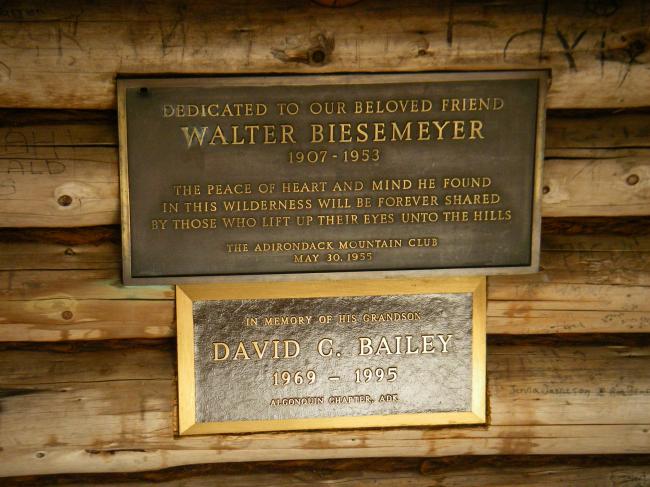 DEDICATED TO OUR BELOVED FRIEND
WALTER BIESEMEYER
1907 - 1953
THE PEACE OF HEART AND MIND HE FOUND
IN THIS WILDERNESS WILL BE FOREVER SHARED
BY THOSE WHO LIFT UP THEIR EYES UNTO THE HILLS
THE ADIRONDACK MOUNTAIN CLUB
MAY 30, 1955
IN MEMORY OF HIS GRANDSON
DAVID G. BAILEY
1969 - 1995
ALGONQUIN CHAPTER, ADK